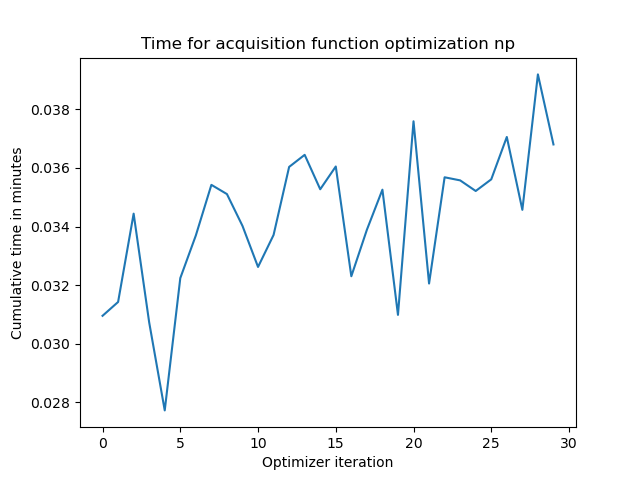 Time for acquisition function optimization np
Cumulative time in minutes
0.038
0.036
0.034
0.032
0.030
0.028
0 5 10 15 20 25 30
Optimizer iteration